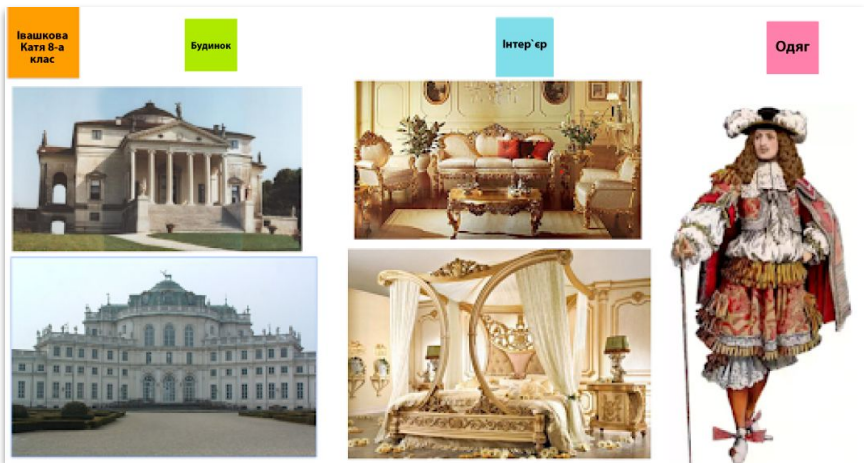 Івашкова
Катя 8-а
клас
Будинок
Інтер`єр
Одяг